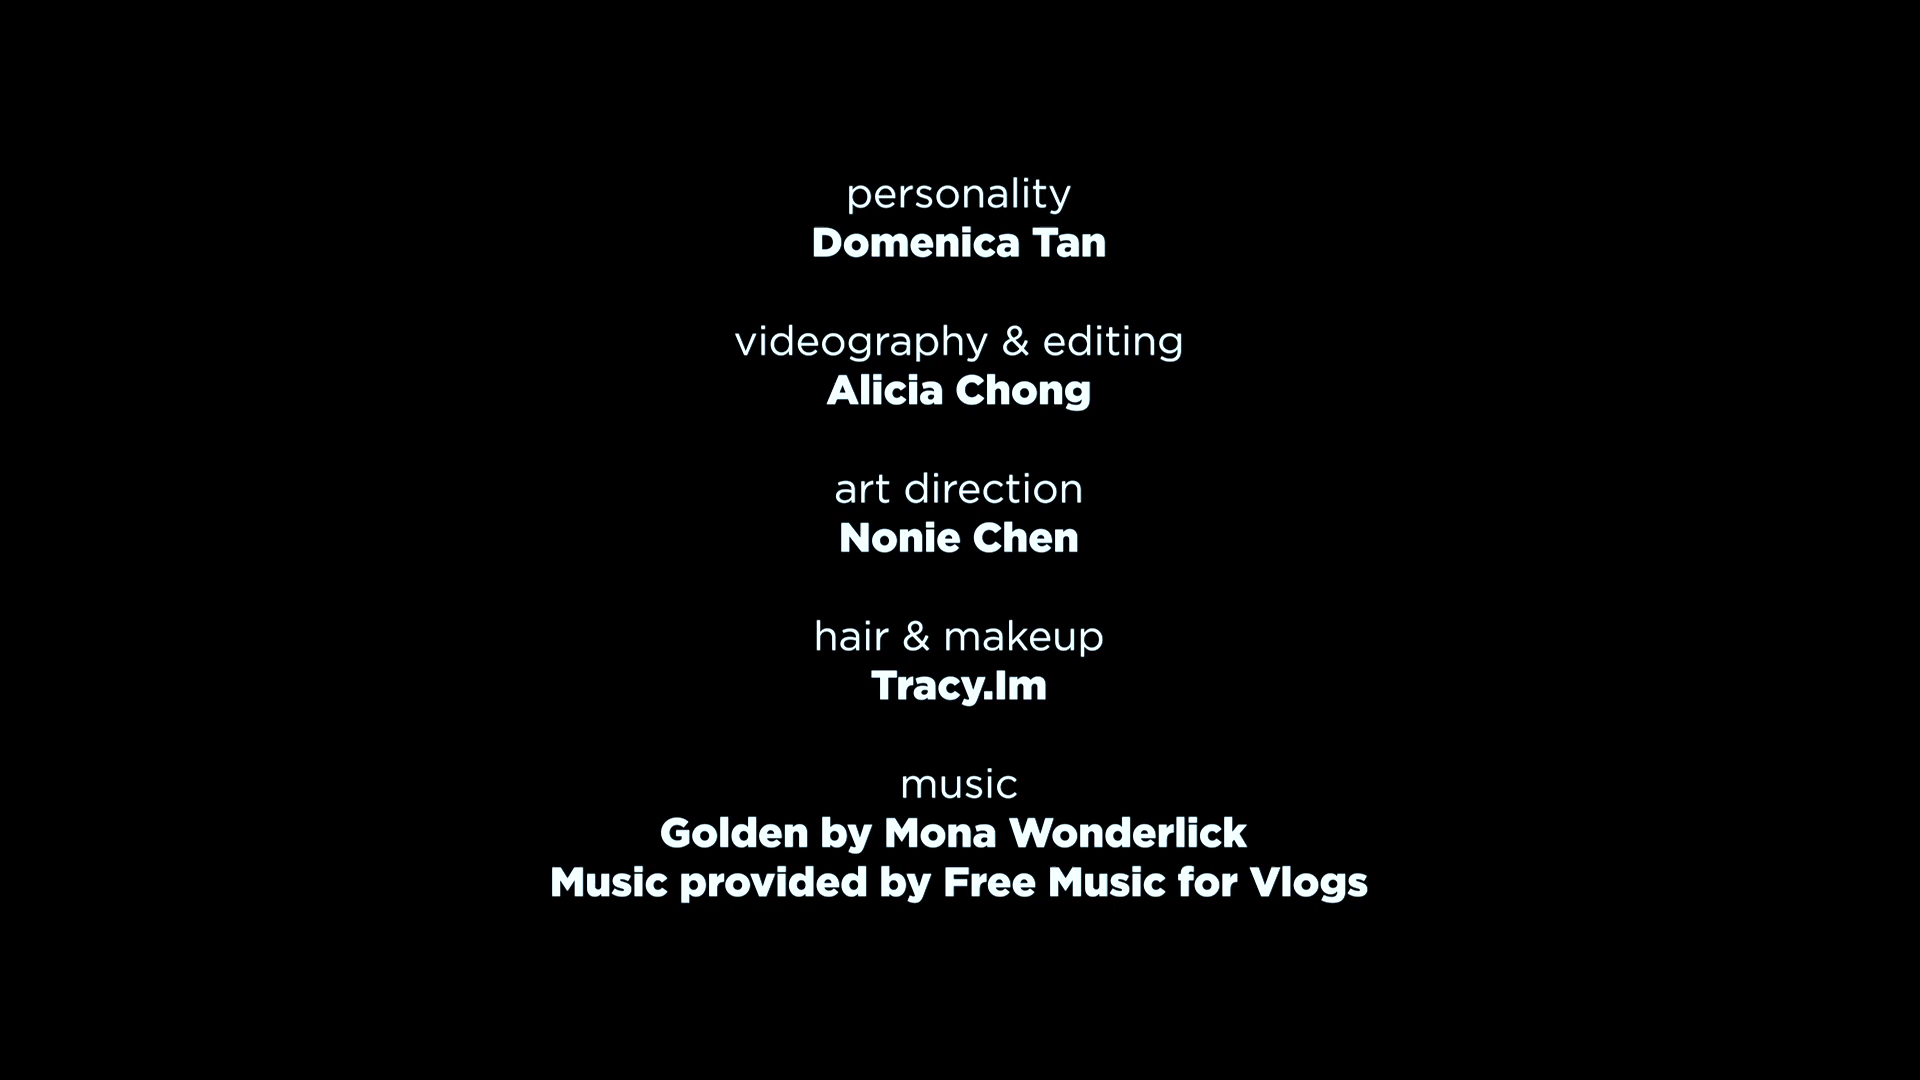 personality
Domenica Tan
videography & editing
Alicia Chong
art direction
Nonie Chen
hair & makeup
Tracy.Im
music
Golden by Mona Wonderlick
Music provided by Free Music for Vlogs